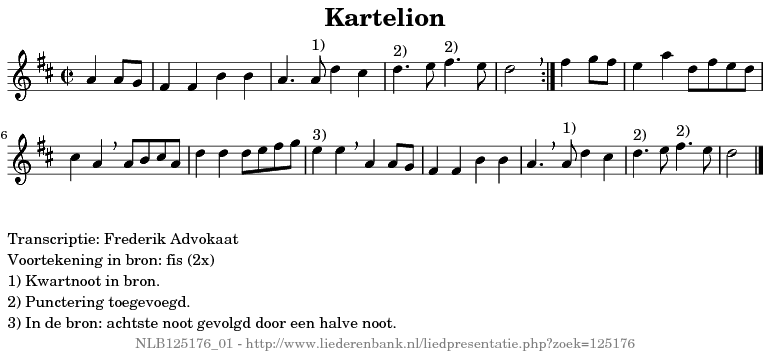 Kartelion
1)
2)
2)
6
3)
1)
2)
2)
Transcriptie: Frederik Advokaat
Voortekening in bron: fis (2x)
1) Kwartnoot in bron.
2) Punctering toegevoegd.
3) In de bron: achtste noot gevolgd door een halve noot.
NLB125176_01 - http://www.liederenbank.nl/liedpresentatie.php?zoek=125176